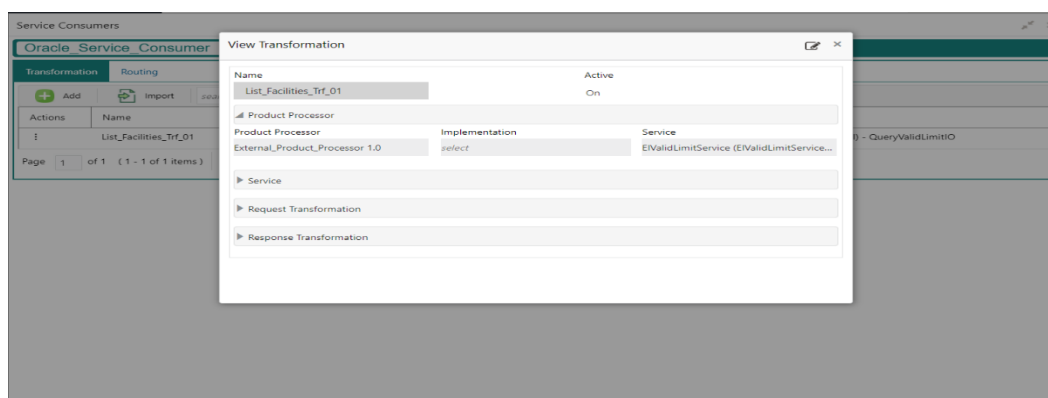 Service Consumers
Oracle_Service_Consumer
Transformation Routing
Add Import
Actions Name
List_Facilities_Trf_01 - QueryValidLimitIO
Page 1 of 1 ( 1 - 1 of 1 items )
View Transformation
Name Active
List_Facilities_Trf_01 On
Product Processor
Product Processor Implementation Service
External_Product_Processor 1.0 select EIValidLimitService (EIValidLimitService...
Service
Request Transformation
Response Transformation